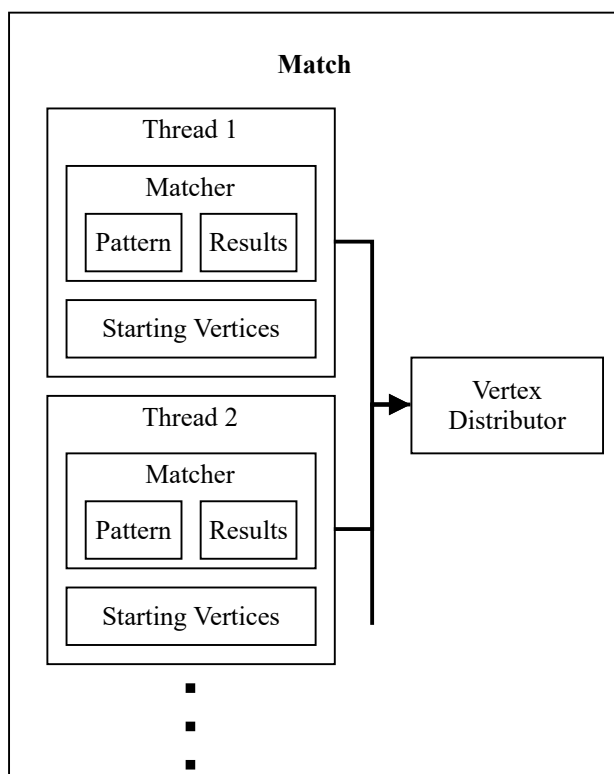 Match
Thread 1
Matcher
Pattern
Results
Starting Vertices
Thread 2
Matcher
Pattern
Results
Starting Vertices
Vertex
Distributor